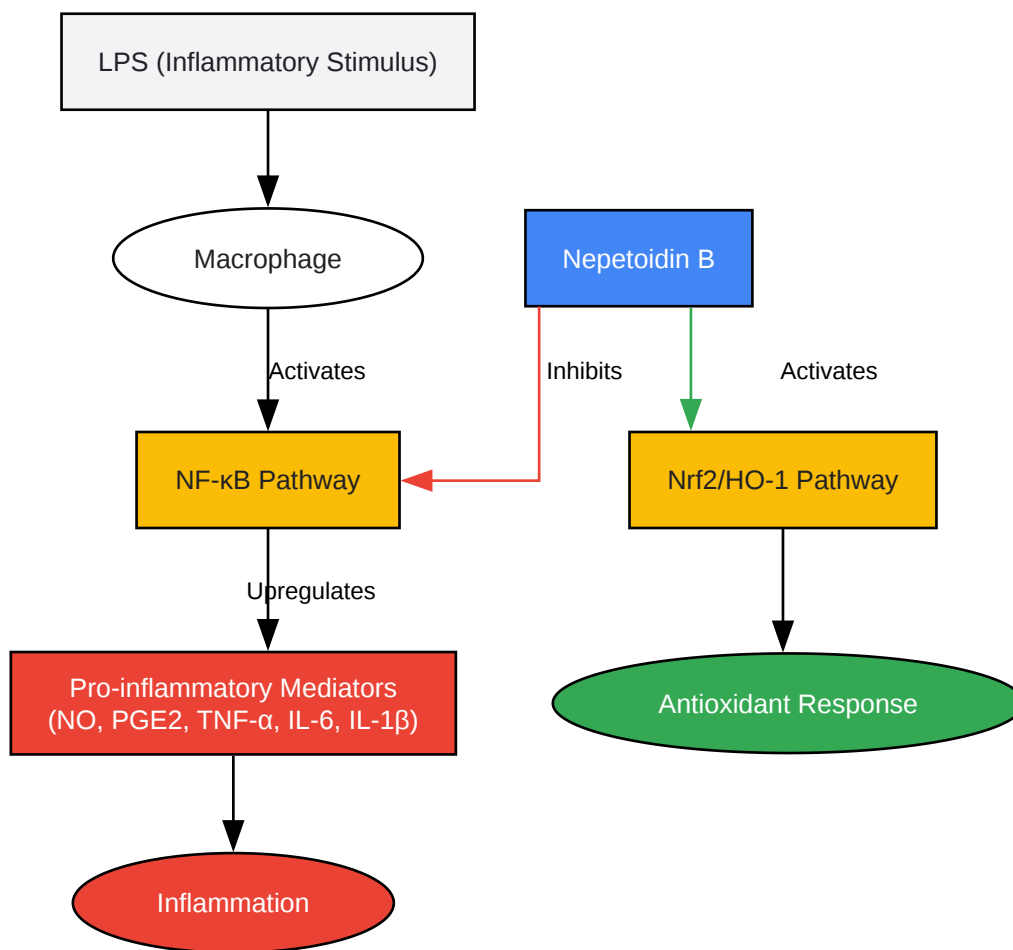 LPS (Inflammatory Stimulus)
Macrophage
Nepetoidin B
Activates
Inhibits
Activates
NF-κB Pathway
Nrf2/HO-1 Pathway
Upregulates
Pro-inflammatory Mediators
(NO, PGE2, TNF-α, IL-6, IL-1β)
Antioxidant Response
Inflammation